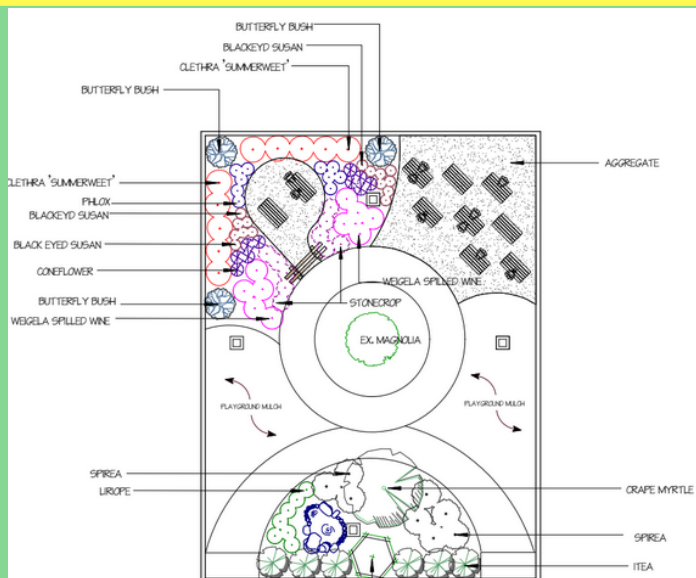 BUTTERFLY BUSH
BLACKEYD SUSAN
CLETHRA 'SUMMERWEET'
BUTTERFLY BUSH
AGGREGATE
CLETHRA 'SUMMERWEET'
PHLOX
BLACKEYD SUSAN
BLACK EYED SUSAN
CONEFLOWER
WEIGELA SPILLED WINE
BUTTERFLY BUSH
STONECROP
WEIGELA SPILLED WINE
EX. MAGNOLIA
PLAYGROUND MULCH
PLAYGROUND MULCH
SPIREA
LIRIOPE
CRAPE MYRTLE
SPIREA
ITEA